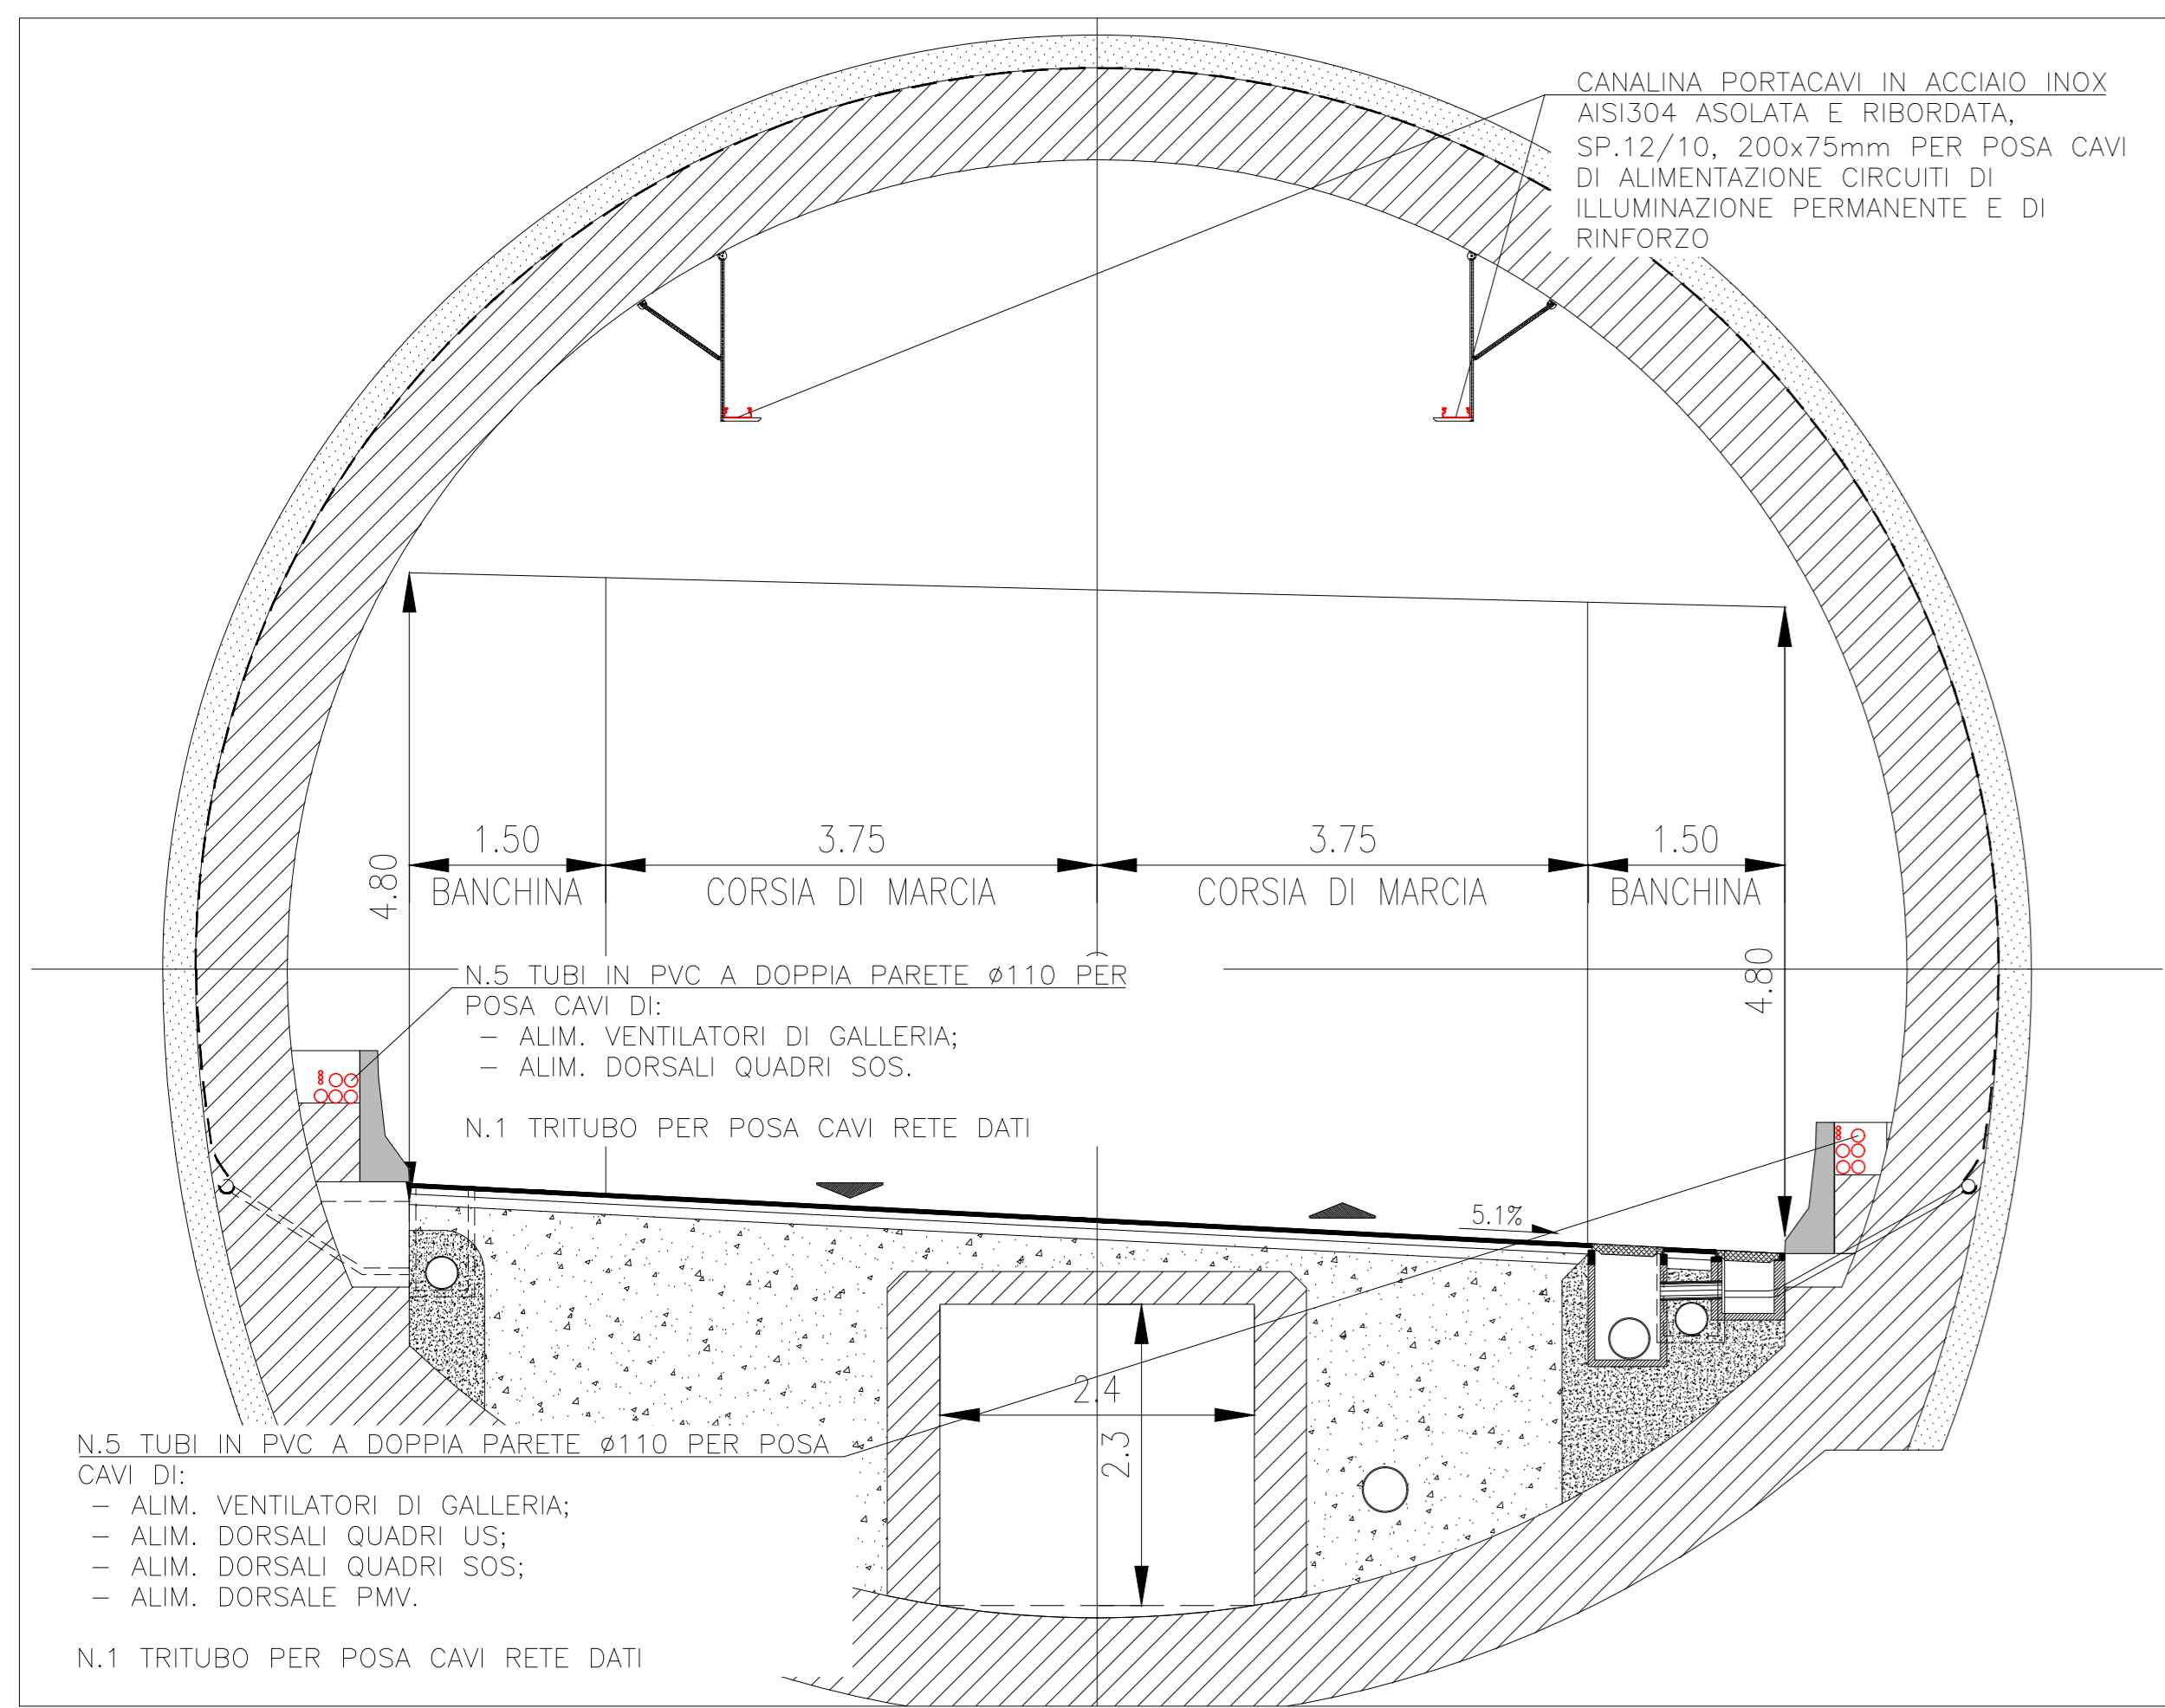 CANALINA PORTACAVI IN ACCIAIO INOX
AISI304 ASOLATA E RIBORDATA,
SP.12/10, 200x75mm PER POSA CAVI
DI ALIMENTAZIONE CIRCUITI DI
ILLUMINAZIONE PERMANENTE E DI
RINFORZO
1.50
3.75
3.75
1.50
4.80
BANCHINA
CORSIA DI MARCIA
CORSIA DI MARCIA
BANCHINA
4.80
N.5 TUBI IN PVC A DOPPIA PARETE ø110 PER
POSA CAVI DI:
– ALIM. VENTILATORI DI GALLERIA;
– ALIM. DORSALI QUADRI SOS.
N.1 TRITUBO PER POSA CAVI RETE DATI
5.1%
2.4
2.3
N.5 TUBI IN PVC A DOPPIA PARETE ø110 PER POSA
CAVI DI:
– ALIM. VENTILATORI DI GALLERIA;
– ALIM. DORSALI QUADRI US;
– ALIM. DORSALI QUADRI SOS;
– ALIM. DORSALE PMV.
N.1 TRITUBO PER POSA CAVI RETE DATI